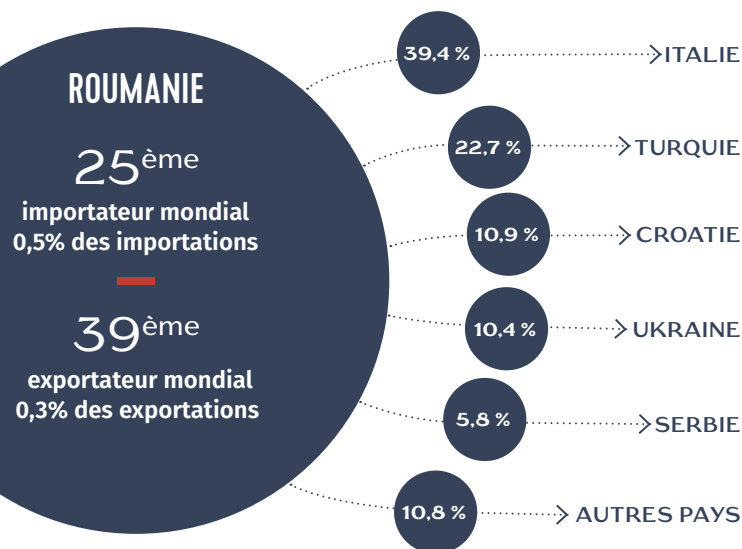 ROUMANIE
25ème
importateur mondial
0,5% des importations
39ème
exportateur mondial
0,3% des exportations
39,4 %
ITALIE
22,7 %
TURQUIE
10,9 %
CROATIE
10,4 %
UKRAINE
5,8 %
SERBIE
10,8 %
AUTRES PAYS